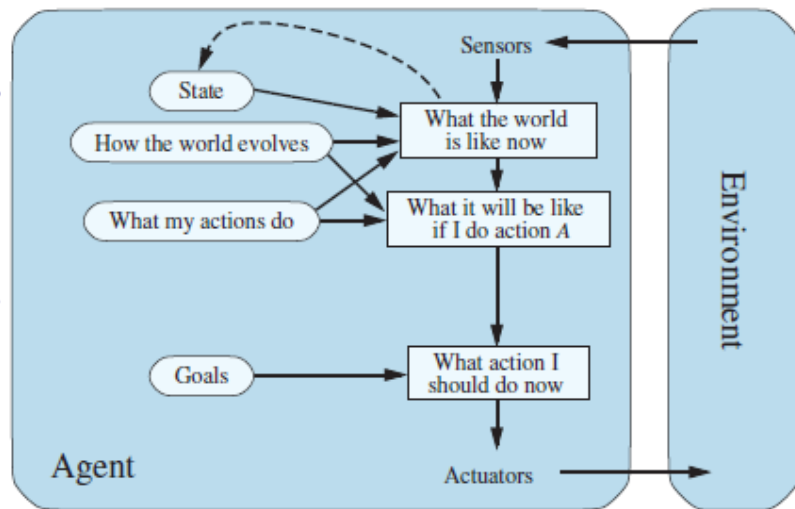 Sensors
State
What the world
is like now
How the world evolves
What my actions do
What it will be like
if I do action A
Goals
What action I
should do now
Agent
Actuators
Environment